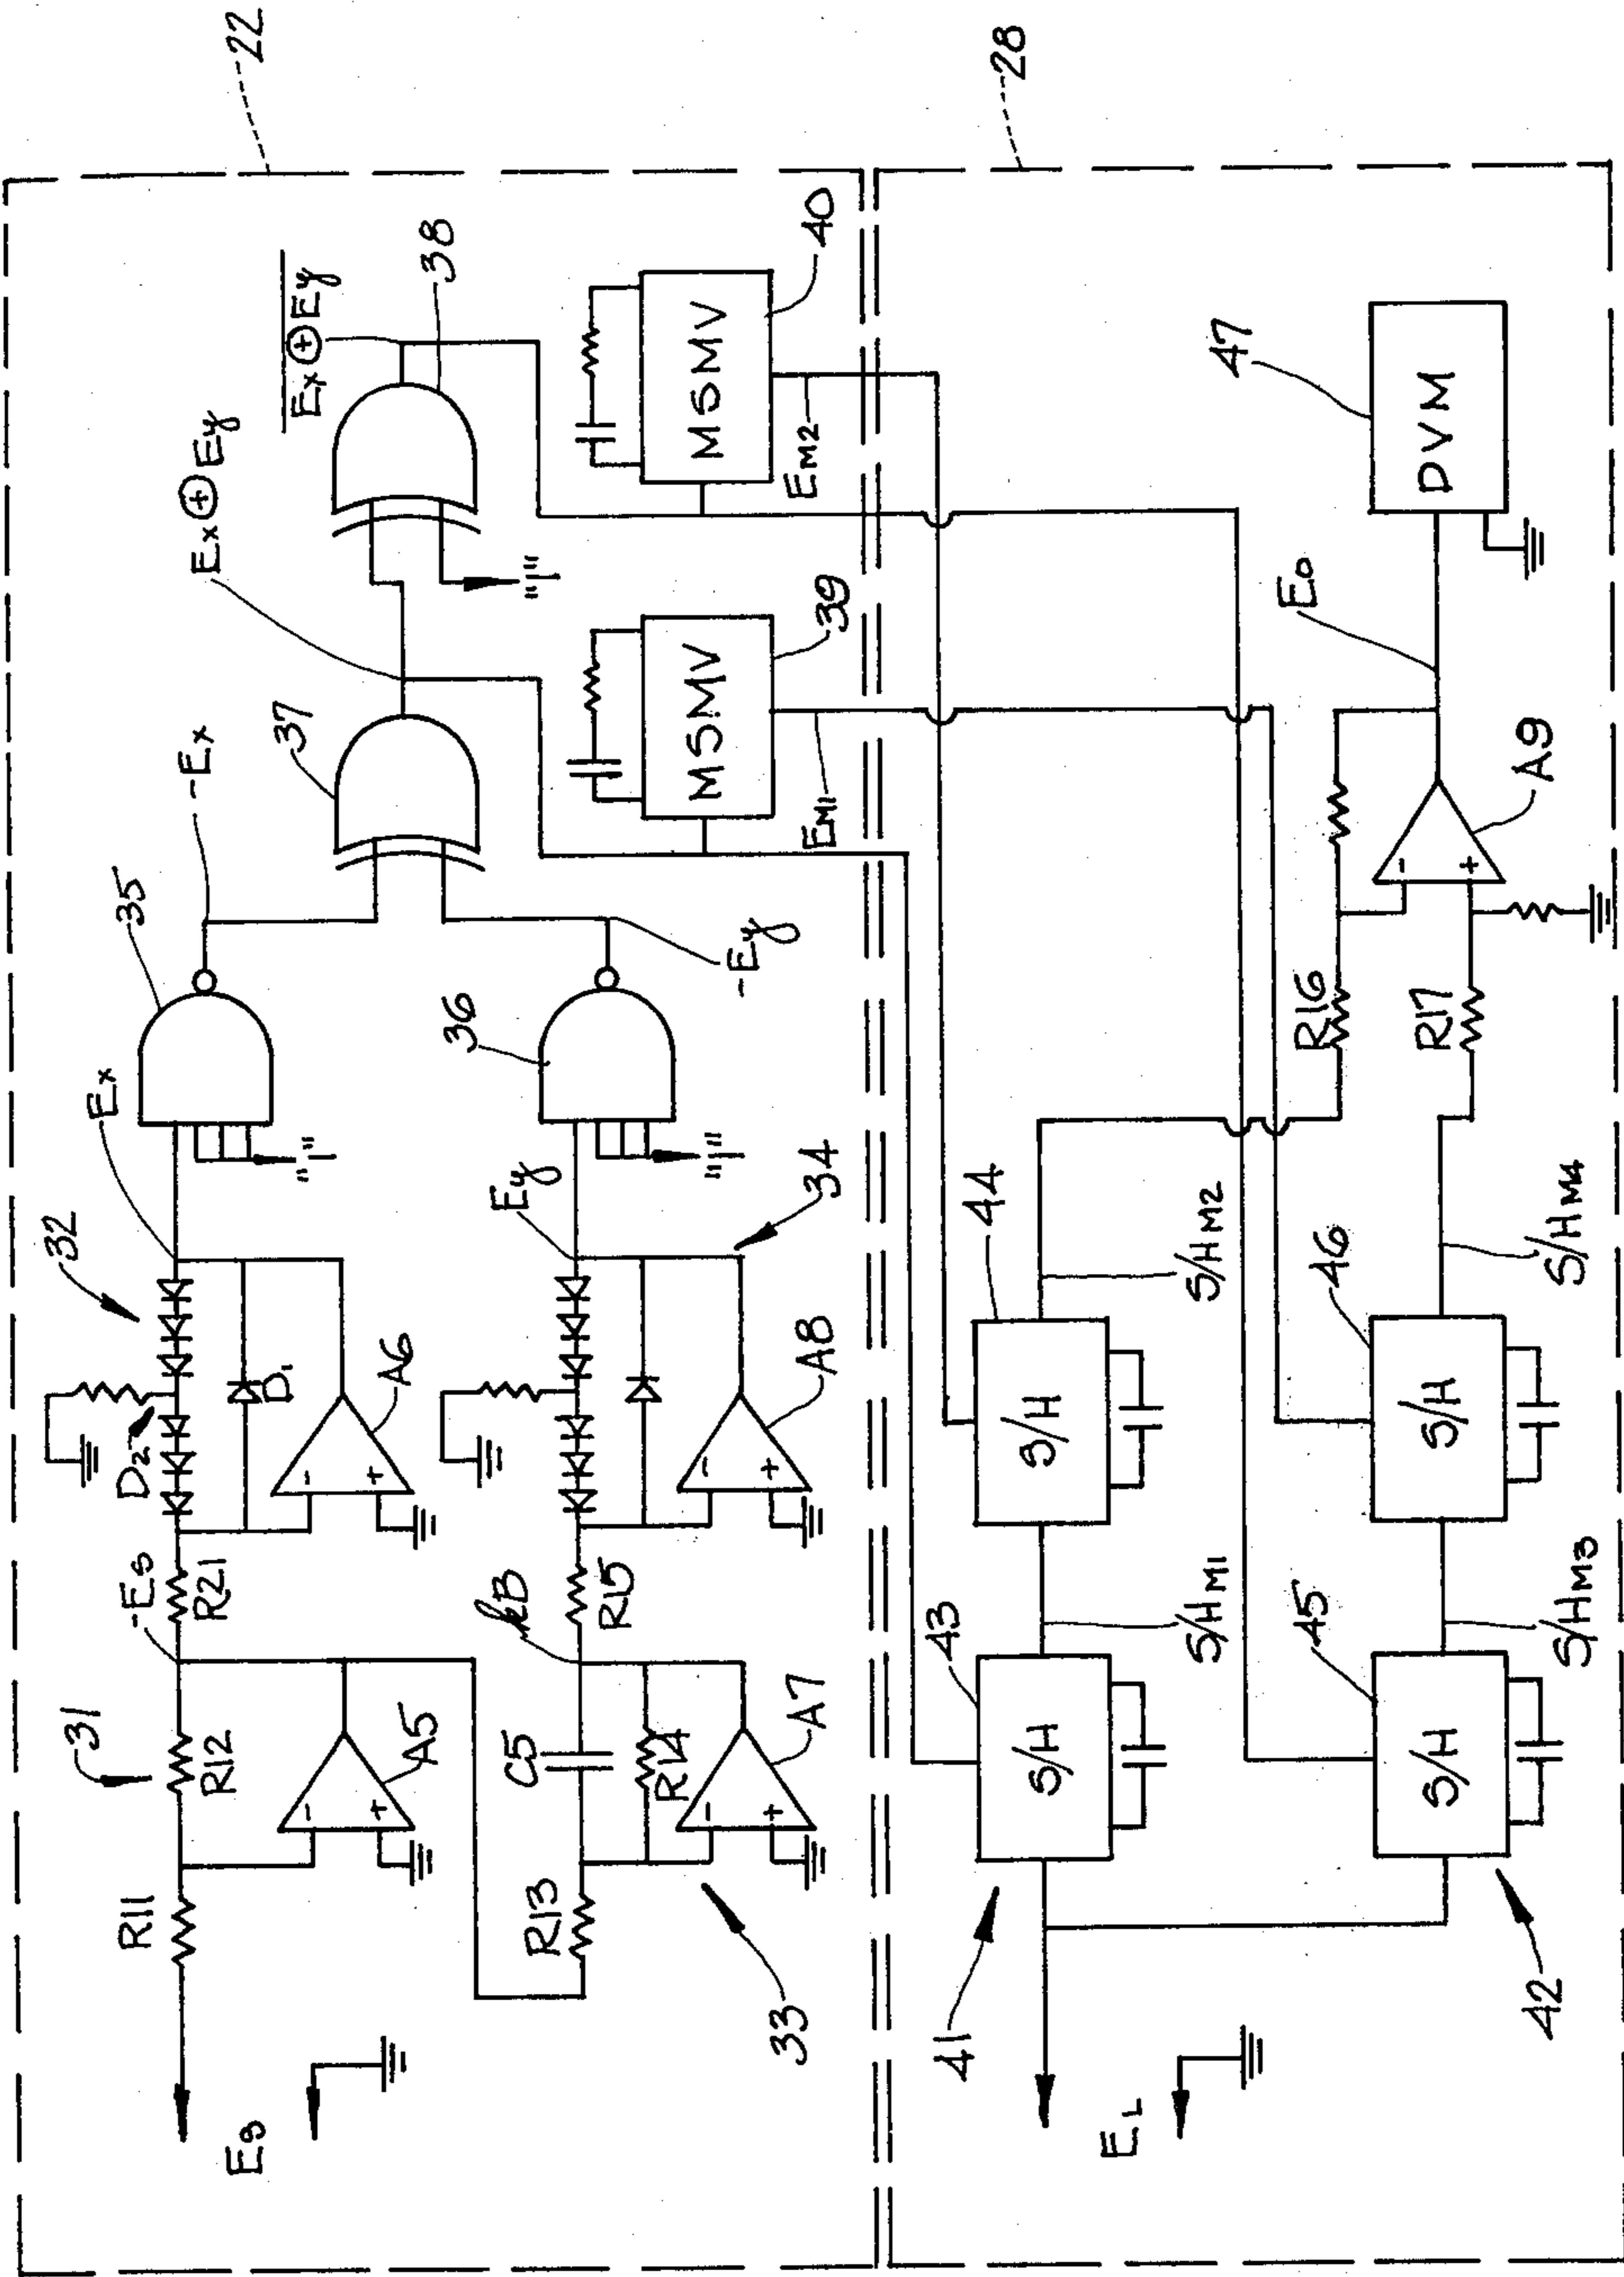 22
31
R11
R12
A5
-Es
R21
D2
32
D1
A6
Ex
35
"1"
-Ex
Es
R13
C5
R14
A7
33
kB
R15
A8
34
Ey
36
"1"
-Ey
37
Ex⊕Ey
"1"
38
Ex⊕Ey
MSMV
39
EM1
MSMV
40
EM2
28
41
EL
43
S/H
S/HM1
44
S/H
S/HM2
42
45
S/H
S/HM3
46
S/H
S/HM4
R16
R17
-
+
A9
Eo
DVM
47